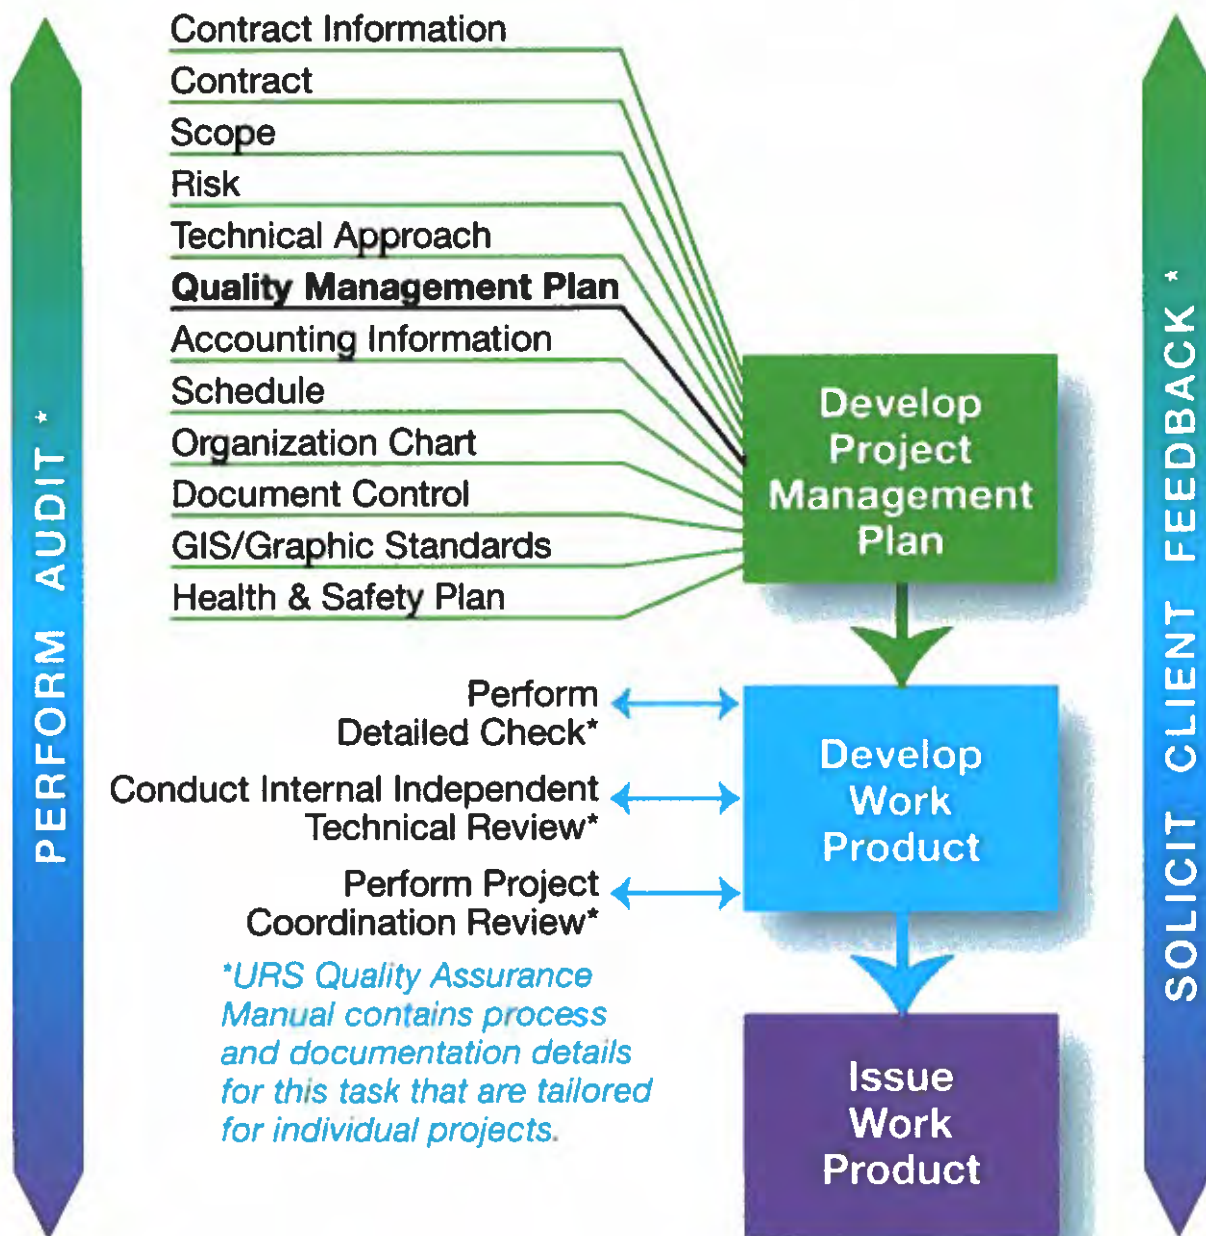 Contract Information
Contract
Scope
Risk
Technical Approach
Quality Management Plan
Accounting Information
Schedule
Organization Chart
Document Control
GIS/Graphic Standards
Health & Safety Plan
PERFORM AUDIT *
Develop
Project
Management
Plan
SOLICIT CLIENT FEEDBACK *
Perform
Detailed Check*
Conduct Internal Independent
Technical Review*
Perform Project
Coordination Review*
Develop
Work
Product
*URS Quality Assurance
Manual contains process
and documentation details
for this task that are tailored
for individual projects.
Issue
Work
Product